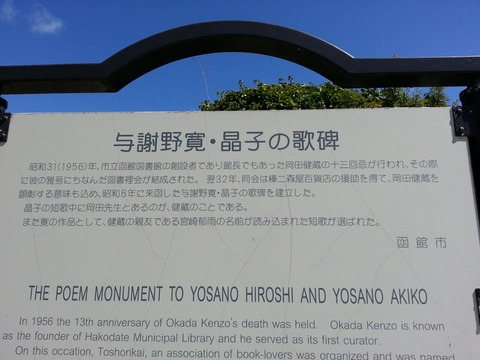 与謝野寛・晶子の歌碑
昭和31(1956)年、市立函館図書館の創設者であり館長でもあった岡田健蔵の十三回忌が行われ、その際
に彼の雅号にちなんだ図書裡会が結成された。 翌32年、同会は棒二森屋百貨店の援助を得て、岡田健蔵を
顕彰する意味も込め、昭和6年に来函した与謝野寛・晶子の歌碑を建立した。
晶子の短歌中に岡田先生とあるのが、健蔵のことである。
また寛の作品として、健蔵の親友である宮崎郁雨の名前が読み込まれた短歌が選ばれた。
函館市
THE POEM MONUMENT TO YOSANO HIROSHI AND YOSANO AKIKO
In 1956 the 13th anniversary of Okada Kenzo's death was held. Okada Kenzo is known
as the founder of Hakodate Municipal Library and he served as its first curator.
On this occation, Toshorikai, an association of book-lovers was organized and was named